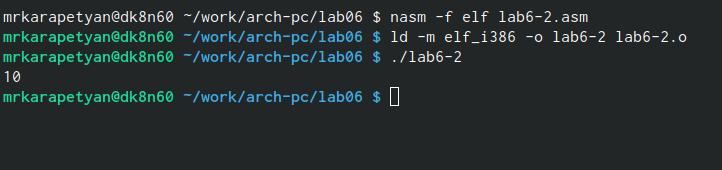 mrkarapetyan@dk8n60 ~/work/arch-pc/lab06 $ nasm -f elf lab6-2.asm
mrkarapetyan@dk8n60 ~/work/arch-pc/lab06 $ ld -m elf_i386 -o lab6-2 lab6-2.o
mrkarapetyan@dk8n60 ~/work/arch-pc/lab06 $ ./lab6-2
10
mrkarapetyan@dk8n60 ~/work/arch-pc/lab06 $